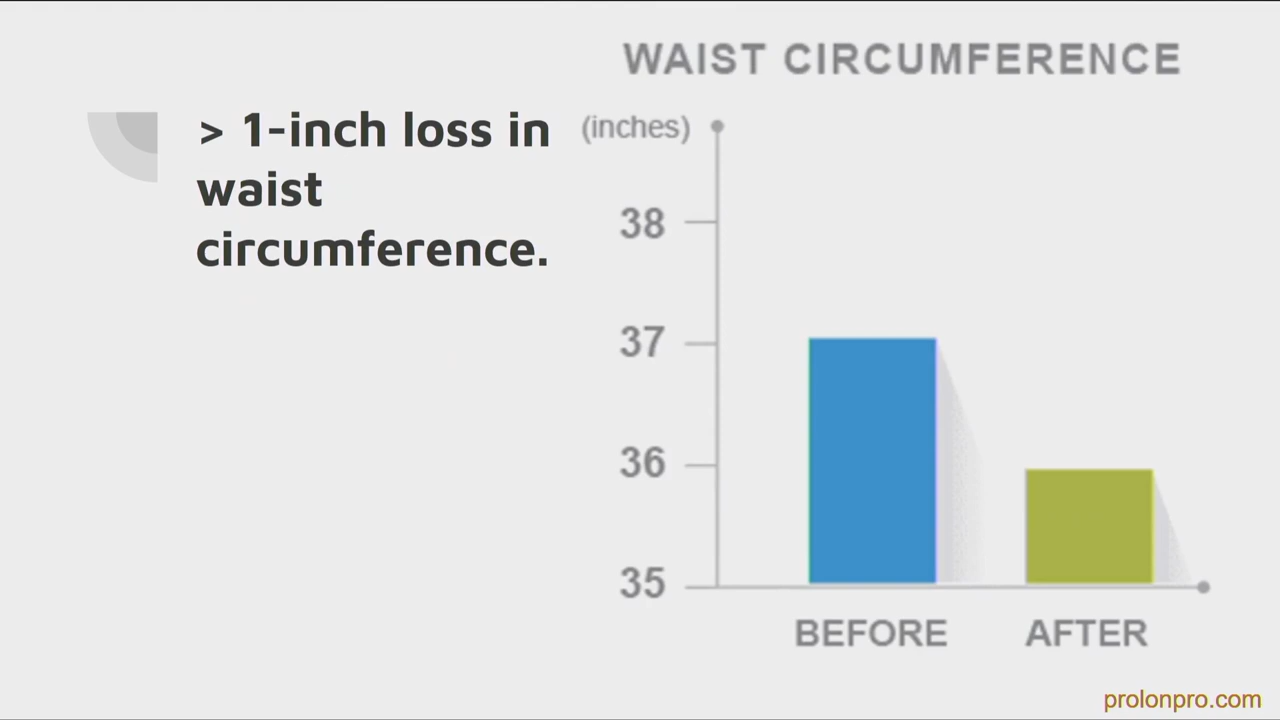 WAIST CIRCUMFERENCE
> 1-inch loss in
waist
circumference.
(inches)
38
37
36
35
BEFORE
AFTER
prolonpro.com